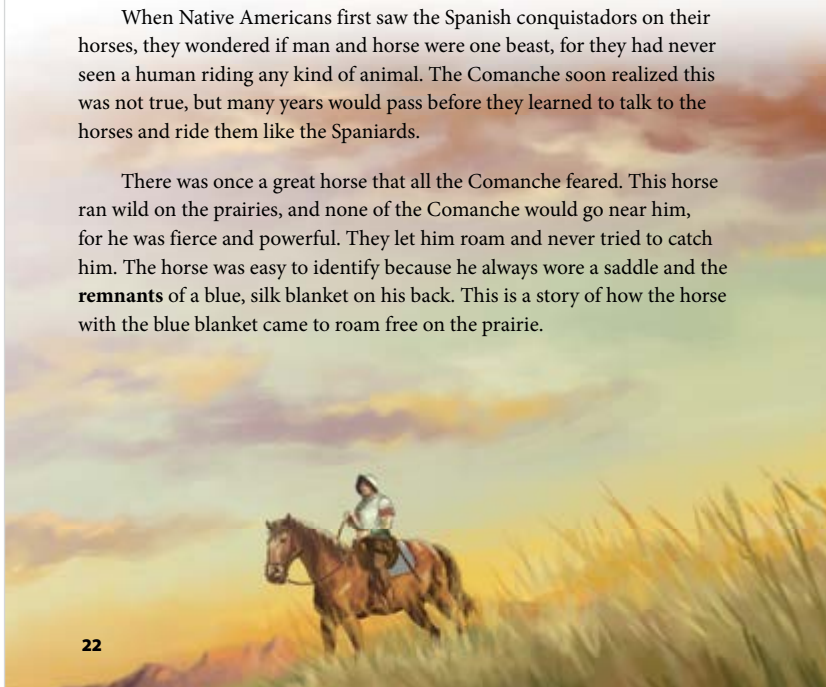 When Native Americans first saw the Spanish conquistadors on their
horses, they wondered if man and horse were one beast, for they had never
seen a human riding any kind of animal. The Comanche soon realized this
was not true, but many years would pass before they learned to talk to the
horses and ride them like the Spaniards.
There was once a great horse that all the Comanche feared. This horse
ran wild on the prairies, and none of the Comanche would go near him,
for he was fierce and powerful. They let him roam and never tried to catch
him. The horse was easy to identify because he always wore a saddle and the
remnants of a blue, silk blanket on his back. This is a story of how the horse
with the blue blanket came to roam free on the prairie.
22